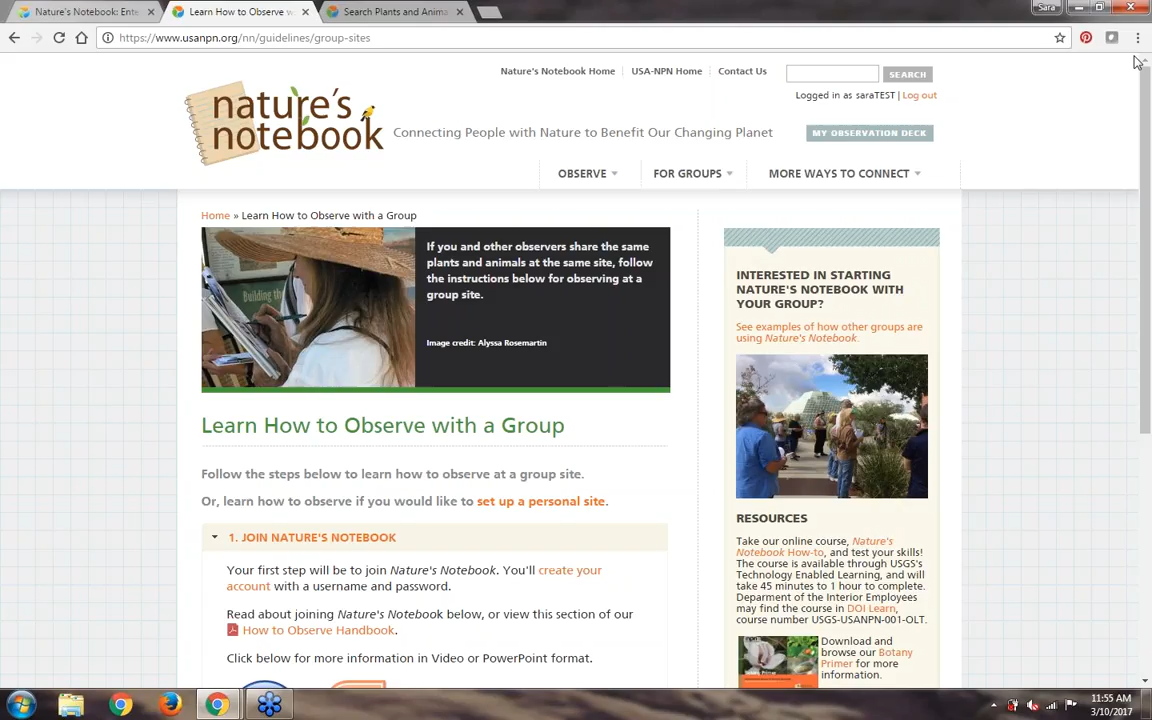 Nature's Notebook: Ente
Learn How to Observe w
Search Plants and Anima
Sara
https://www.usanpn.org/nn/guidelines/group-sites
Nature's Notebook Home
USA-NPN Home
Contact Us
SEARCH
Logged in as saraTEST | Log out
nature's
notebook
Connecting People with Nature to Benefit Our Changing Planet
MY OBSERVATION DECK
OBSERVE
FOR GROUPS
MORE WAYS TO CONNECT
Home » Learn How to Observe with a Group
Building the
If you and other observers share the same
plants and animals at the same site, follow
the instructions below for observing at a
group site.
Image credit: Alyssa Rosemartin
Learn How to Observe with a Group
Follow the steps below to learn how to observe at a group site.
Or, learn how to observe if you would like to set up a personal site.
1. JOIN NATURE'S NOTEBOOK
Your first step will be to join Nature's Notebook. You'll create your
account with a username and password.
Read about joining Nature's Notebook below, or view this section of our
How to Observe Handbook.
Click below for more information in Video or PowerPoint format.
INTERESTED IN STARTING
NATURE'S NOTEBOOK WITH
YOUR GROUP?
See examples of how other groups are
using Nature's Notebook.
RESOURCES
Take our online course, Nature's
Notebook How-to, and test your skills!
The course is available through USGS's
Technology Enabled Learning, and will
take 45 minutes to 1 hour to complete.
Deparment of the Interior Employees
may find the course in DOI Learn,
course number USGS-USANPN-001-OLT.
Download and
browse our Botany
Primer for more
information.
11:55 AM
3/10/2017